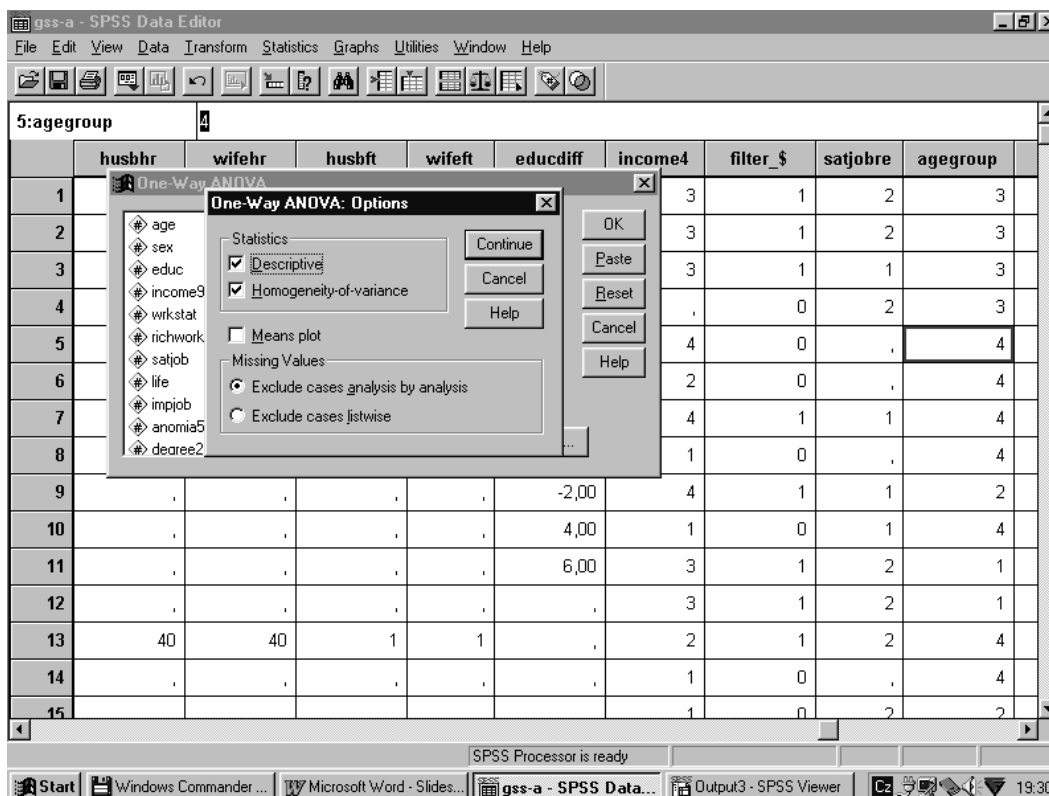 gss-a - SPSS Data Editor
File Edit View Data Transform Statistics Graphs Utilities Window Help
5:agegroup 4
husbhr wifehr husbft wifeft educdiff income4 filter_$ satjobre agegroup
One-Way ANOVA
One-Way ANOVA: Options
age
sex
educ
income9
wrkstat
richwork
satjob
life
impjob
anomia5
degree2
Statistics
Descriptive
Homogeneity-of-variance
Means plot
Missing Values
Exclude cases analysis by analysis
Exclude cases listwise
Continue
Cancel
Help
OK
Paste
Reset
Cancel
Help
...
1 3 1 2 3
2 3 1 2 3
3 3 1 1 3
4 , 0 2 3
5 4 0 , 4
6 2 0 , 4
7 4 1 1 4
8 1 0 , 4
9 , , , , -2,00 4 1 1 2
10 , , , , 4,00 1 0 1 4
11 , , , , 6,00 3 1 2 1
12 , , , , , 3 1 2 1
13 40 40 1 1 , 2 1 2 4
14 , , , , , 1 0 , 4
15 1 0 2 2
SPSS Processor is ready
Start Windows Commander ... Microsoft Word - Slides... gss-a - SPSS Data... Output3 - SPSS Viewer Cz 19:30